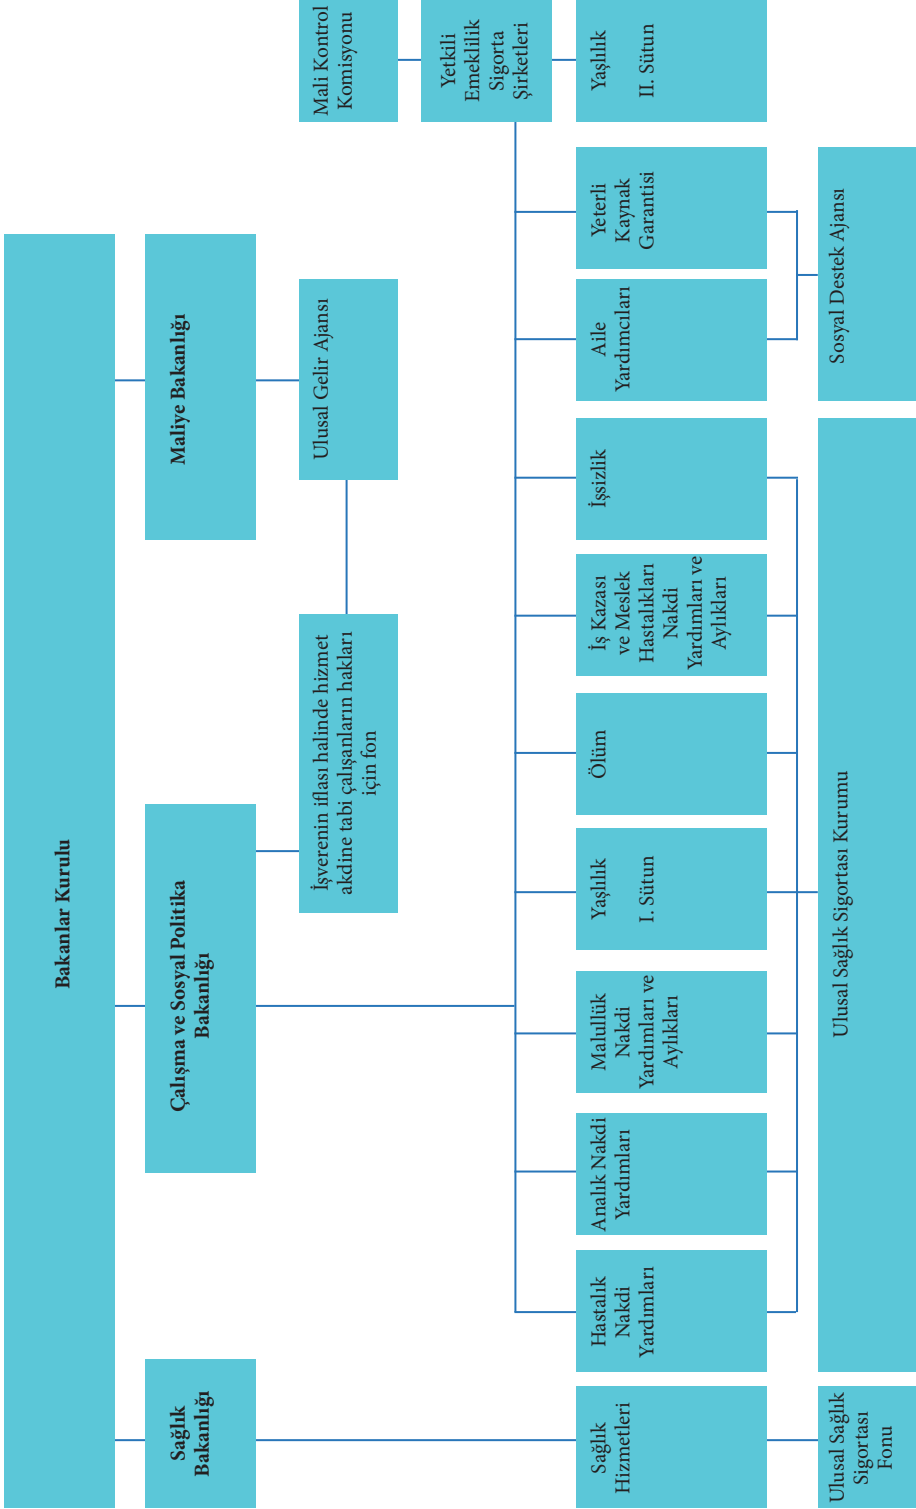 Bakanlar Kurulu
Sağlık
Bakanlığı
Çalışma ve Sosyal Politika
Bakanlığı
Maliye Bakanlığı
İşverenin iflası halinde hizmet
akdine tabi çalışanların hakları
için fon
Ulusal Gelir Ajansı
Mali Kontrol
Komisyonu
Yetkili
Emeklilik
Sigorta
Şirketleri
Sağlık
Hizmetleri
Hastalık
Nakdi
Yardımları
Analık Nakdi
Yardımları
Malullük
Nakdi
Yardımları ve
Aylıkları
Yaşlılık
I. Sütun
Ölüm
İş Kazası
ve Meslek
Hastalıkları
Nakdi
Yardımları ve
Aylıkları
İşsizlik
Aile
Yardımcıları
Yeterli
Kaynak
Garantisi
Yaşlılık
II. Sütun
Ulusal Sağlık
Sigortası
Fonu
Ulusal Sağlık Sigortası Kurumu
Sosyal Destek Ajansı